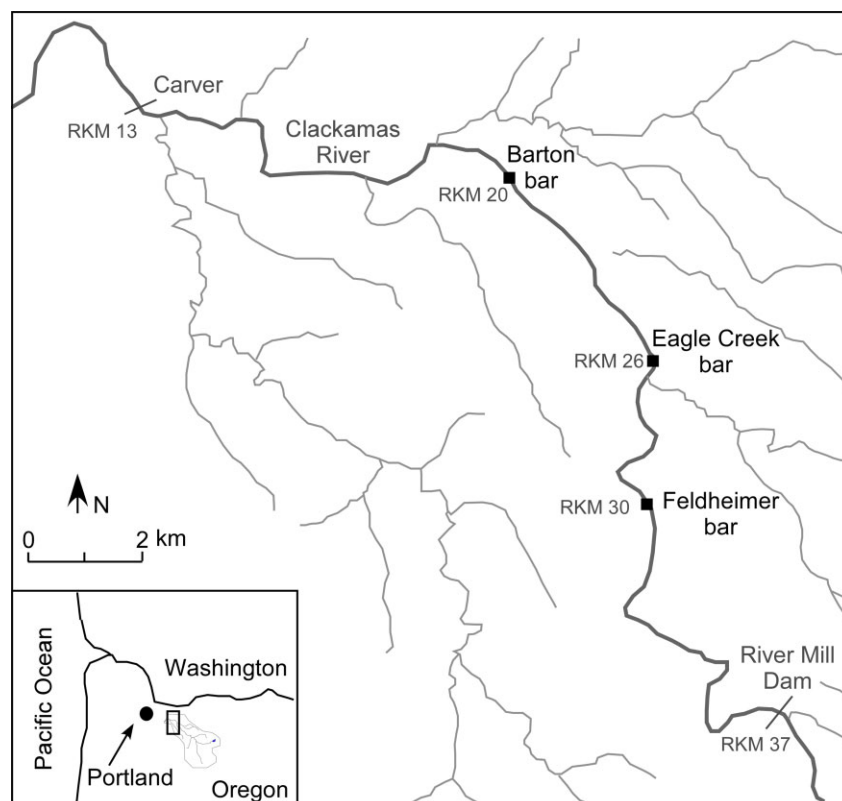 Carver
RKM 13
Clackamas
River
Barton
bar
RKM 20
Eagle Creek
bar
RKM 26
N
0 2 km
RKM 30
Feldheimer
bar
River Mill
Dam
RKM 37
Pacific Ocean
Washington
Portland
Oregon